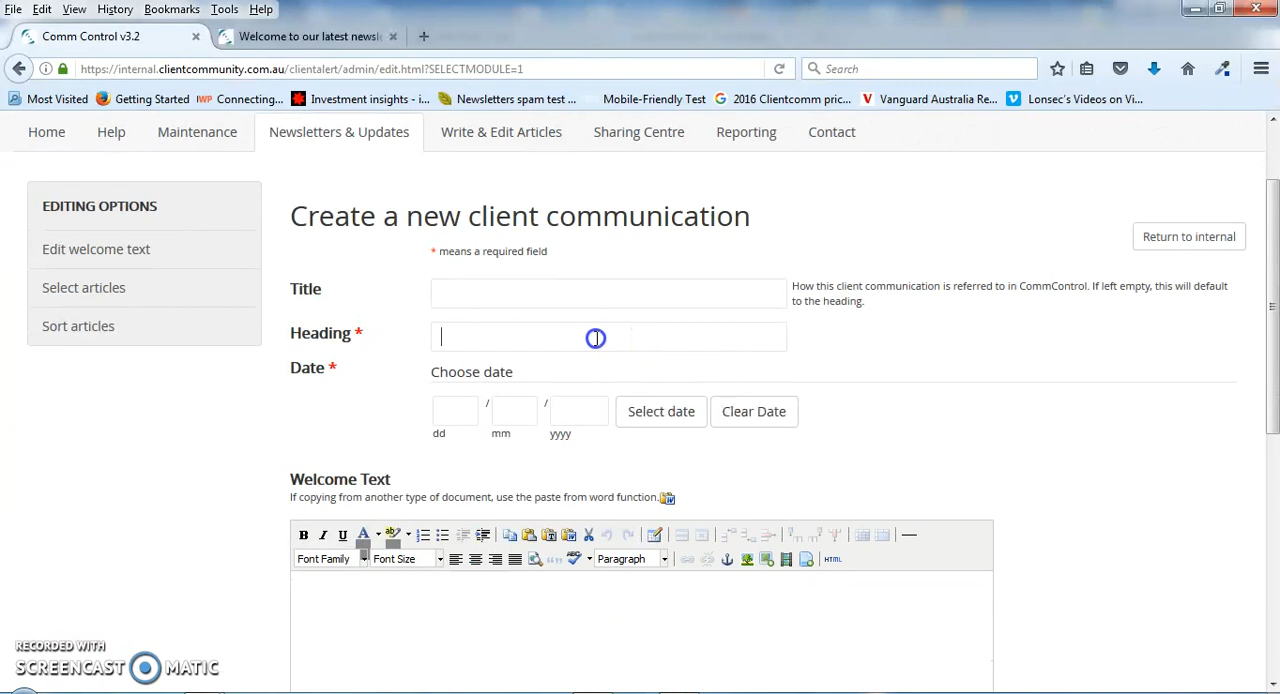 File Edit View History Bookmarks Tools Help
Comm Control v3.2 × Welcome to our latest newsl × +
https://internal.clientcommunity.com.au/clientalert/admin/edit.html?SELECTMODULE=1 Search
Most Visited Getting Started IWP Connecting... Investment insights - i... Newsletters spam test ... Mobile-Friendly Test G 2016 Clientcomm pric... V Vanguard Australia Re... Lonsec's Videos on Vi...
Home Help Maintenance Newsletters & Updates Write & Edit Articles Sharing Centre Reporting Contact
EDITING OPTIONS
Edit welcome text
Select articles
Sort articles
Create a new client communication
* means a required field
Return to internal
Title
How this client communication is referred to in CommControl. If left empty, this will default
to the heading.
Heading *
Date *
Choose date
/ / Select date Clear Date
dd mm yyyy
Welcome Text
If copying from another type of document, use the paste from word function.
B I U A ab
Font Family Font Size ABC Paragraph HTML
RECORDED WITH
SCREENCAST MATIC